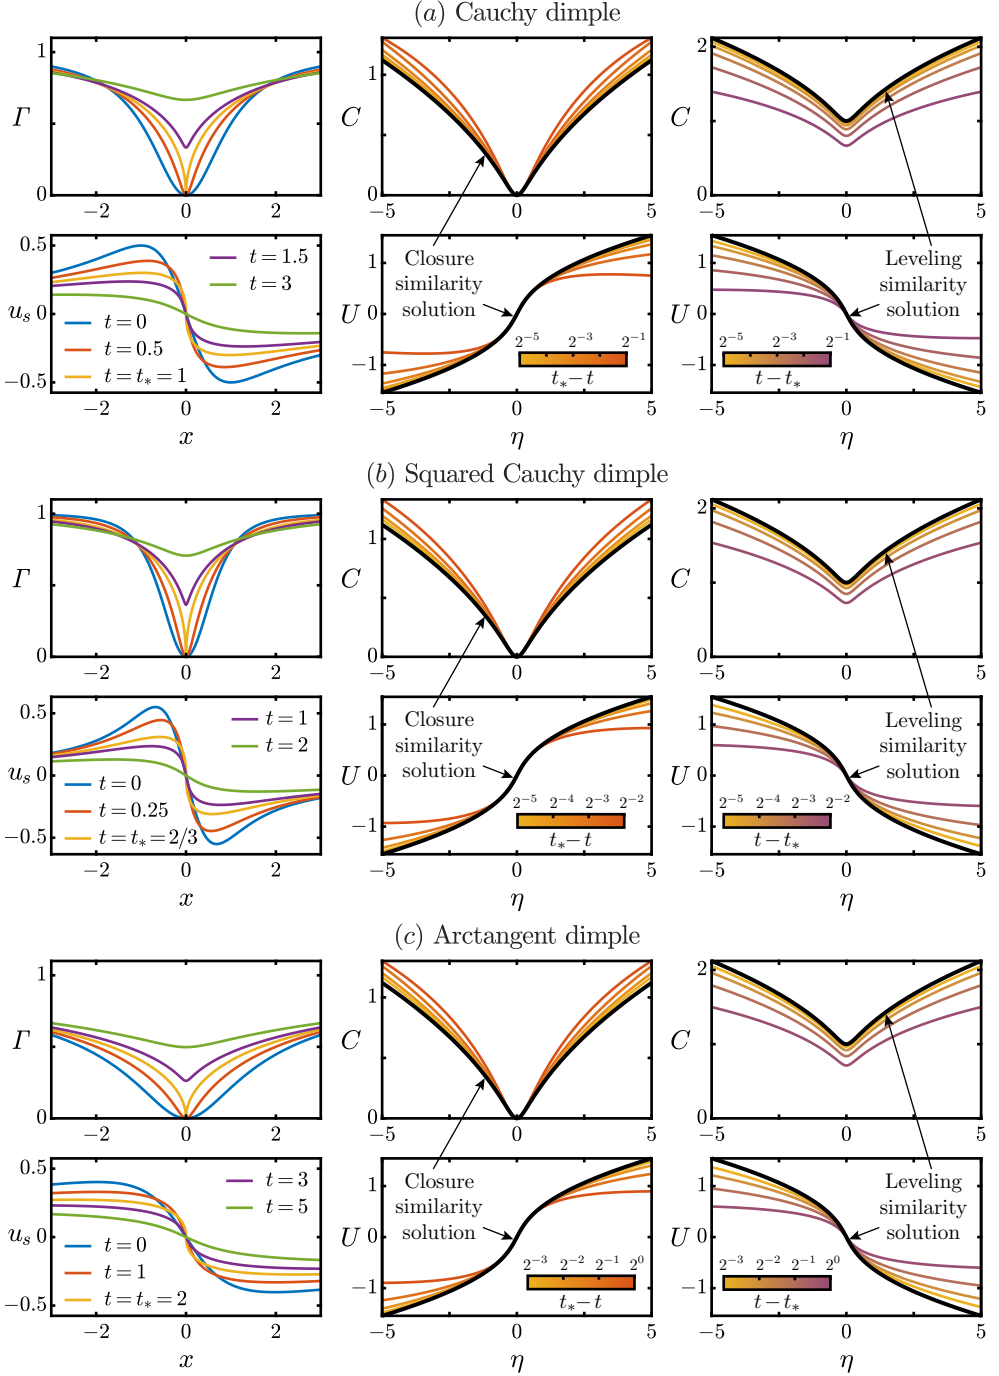 (a) Cauchy dimple
1
Γ
0
−2
0
2
0.5
u_s
0
−0.5
t = 1.5
t = 3
t = 0
t = 0.5
t = t_* = 1
−2
0
2
x
1
C
0
−5
0
5
Closure
similarity
solution
1
U 0
−1
2^-5
2^-3
2^-1
t_* − t
−5
0
5
η
2
C
1
0
−5
0
5
Leveling
similarity
solution
1
U 0
−1
2^-5
2^-3
2^-1
t − t_*
−5
0
5
η
(b) Squared Cauchy dimple
1
Γ
0
−2
0
2
0.5
u_s
0
−0.5
t = 1
t = 2
t = 0
t = 0.25
t = t_* = 2/3
−2
0
2
x
1
C
0
−5
0
5
Closure
similarity
solution
1
U 0
−1
2^-5
2^-4
2^-3
2^-2
t_* − t
−5
0
5
η
2
C
1
0
−5
0
5
Leveling
similarity
solution
1
U 0
−1
2^-5
2^-4
2^-3
2^-2
t − t_*
−5
0
5
η
(c) Arctangent dimple
1
Γ
0
−2
0
2
0.5
u_s
0
−0.5
t = 3
t = 5
t = 0
t = 1
t = t_* = 2
−2
0
2
x
1
C
0
−5
0
5
Closure
similarity
solution
1
U 0
−1
2^-3
2^-2
2^-1
2^0
t_* − t
−5
0
5
η
2
C
1
0
−5
0
5
Leveling
similarity
solution
1
U 0
−1
2^-3
2^-2
2^-1
2^0
t − t_*
−5
0
5
η